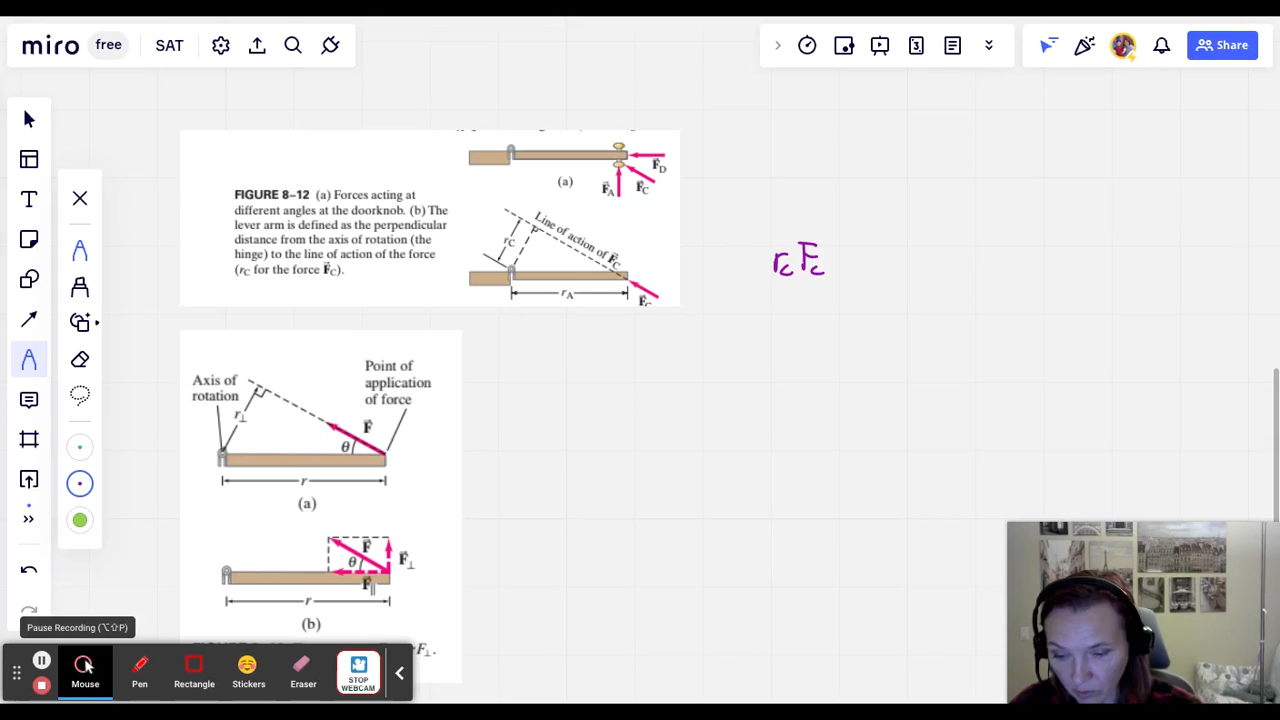 miro free SAT
Share
FIGURE 8–12 (a) Forces acting at
different angles at the doorknob. (b) The
lever arm is defined as the perpendicular
distance from the axis of rotation (the
hinge) to the line of action of the force
(rC for the force F⃗C).
F⃗D
(a)
F⃗A
F⃗C
Line of action of F⃗C
rC
rA
F⃗C
rcFc
Axis of
rotation
Point of
application
of force
r⊥
F⃗
θ
r
(a)
F⃗
θ
F⃗⊥
F⃗∥
r
(b)
F⊥.
Pause Recording (⌥⇧P)
Mouse
Pen
Rectangle
Stickers
Eraser
STOP
WEBCAM